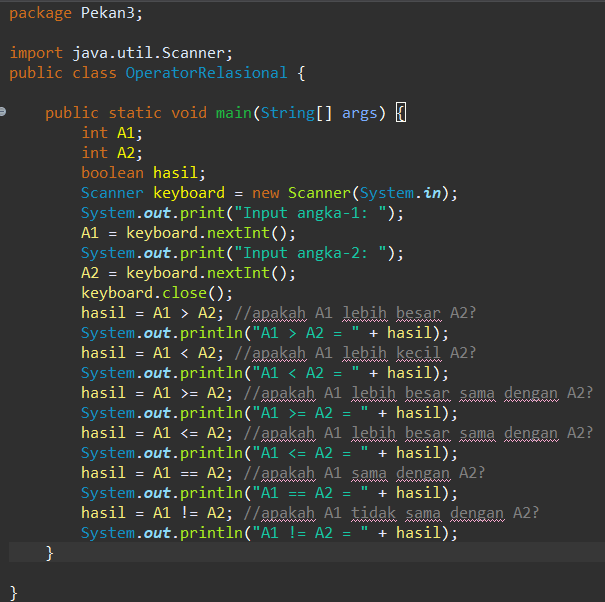 package Pekan3;
import java.util.Scanner;
public class OperatorRelasional {
public static void main(String[] args) {
int A1;
int A2;
boolean hasil;
Scanner keyboard = new Scanner(System.in);
System.out.print("Input angka-1: ");
A1 = keyboard.nextInt();
System.out.print("Input angka-2: ");
A2 = keyboard.nextInt();
keyboard.close();
hasil = A1 > A2; //apakah A1 lebih besar A2?
System.out.println("A1 > A2 = " + hasil);
hasil = A1 < A2; //apakah A1 lebih kecil A2?
System.out.println("A1 < A2 = " + hasil);
hasil = A1 >= A2; //apakah A1 lebih besar sama dengan A2?
System.out.println("A1 >= A2 = " + hasil);
hasil = A1 <= A2; //apakah A1 lebih besar sama dengan A2?
System.out.println("A1 <= A2 = " + hasil);
hasil = A1 == A2; //apakah A1 sama dengan A2?
System.out.println("A1 == A2 = " + hasil);
hasil = A1 != A2; //apakah A1 tidak sama dengan A2?
System.out.println("A1 != A2 = " + hasil);
}
}